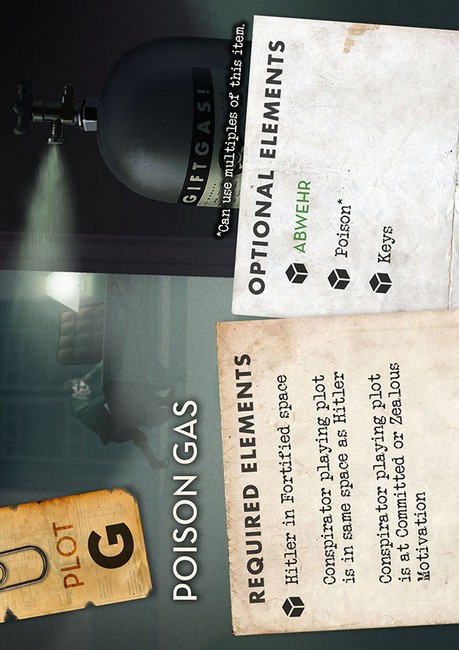 PLOT
G
POISON GAS
GIFTGAS!
*Can use multiples of this item.
REQUIRED ELEMENTS
Hitler in Fortified space
Conspirator playing plot
is in same space as Hitler
Conspirator playing plot
is at Committed or Zealous
Motivation
OPTIONAL ELEMENTS
ABWEHR
Poison*
Keys